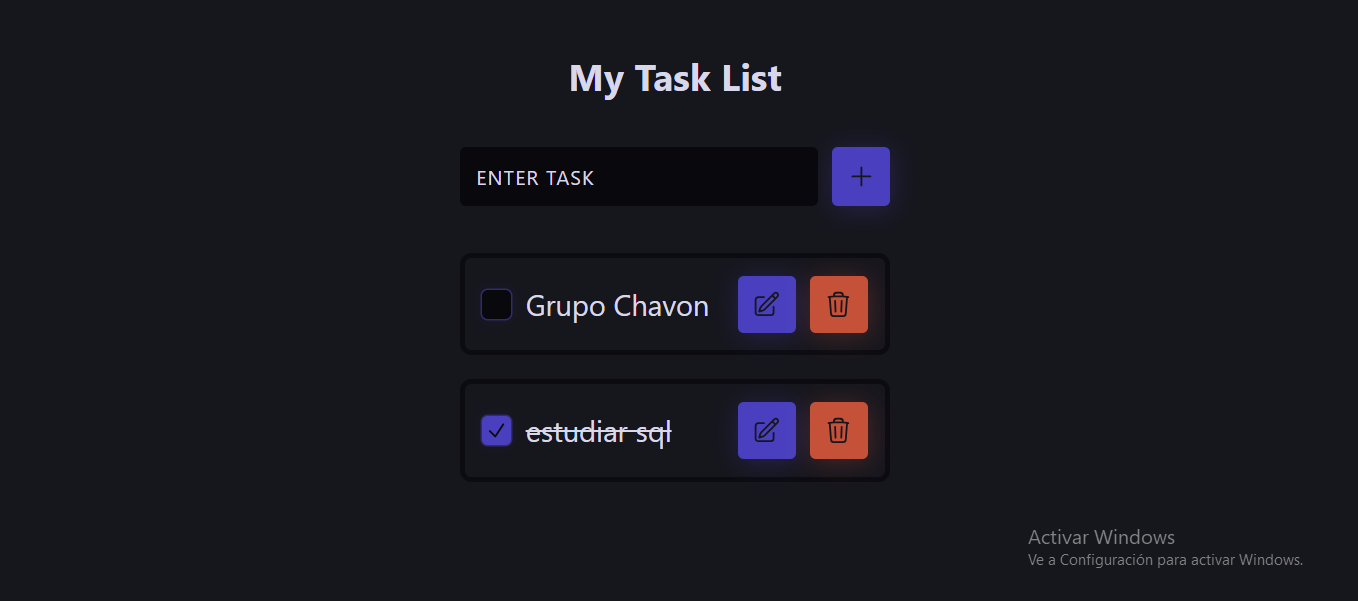 My Task List
ENTER TASK
Grupo Chavon
estudiar sql
Activar Windows
Ve a Configuración para activar Windows.